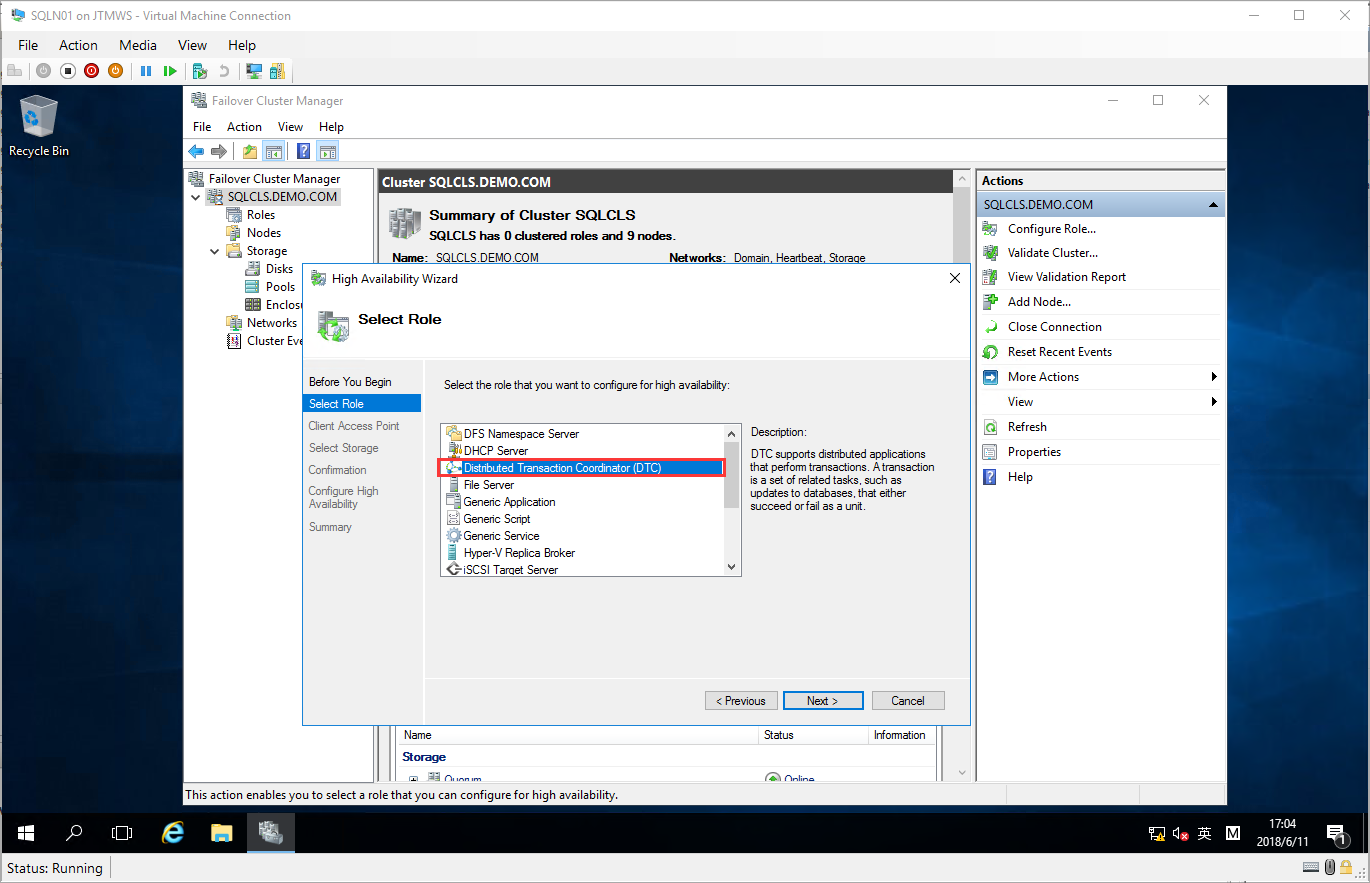 SQLN01 on JTMWS - Virtual Machine Connection
File Action Media View Help
Recycle Bin
Failover Cluster Manager
File Action View Help
Failover Cluster Manager
SQLCLS.DEMO.COM
Roles
Nodes
Storage
Disks
Pools
Enclos
Networks
Cluster Eve
Cluster SQLCLS.DEMO.COM
Summary of Cluster SQLCLS
SQLCLS has 0 clustered roles and 9 nodes.
Name: SQLCLS.DEMO.COM Networks: Domain, Heartbeat, Storage
High Availability Wizard
Select Role
Before You Begin
Select Role
Client Access Point
Select Storage
Confirmation
Configure High
Availability
Summary
Select the role that you want to configure for high availability:
DFS Namespace Server
DHCP Server
Distributed Transaction Coordinator (DTC)
File Server
Generic Application
Generic Script
Generic Service
Hyper-V Replica Broker
iSCSI Target Server
Description:
DTC supports distributed applications
that perform transactions. A transaction
is a set of related tasks, such as
updates to databases, that either
succeed or fail as a unit.
< Previous Next > Cancel
Name Status Information
Storage
Quorum Online
Actions
SQLCLS.DEMO.COM
Configure Role...
Validate Cluster...
View Validation Report
Add Node...
Close Connection
Reset Recent Events
More Actions
View
Refresh
Properties
Help
This action enables you to select a role that you can configure for high availability.
英 M
17:04
2018/6/11
1
Status: Running